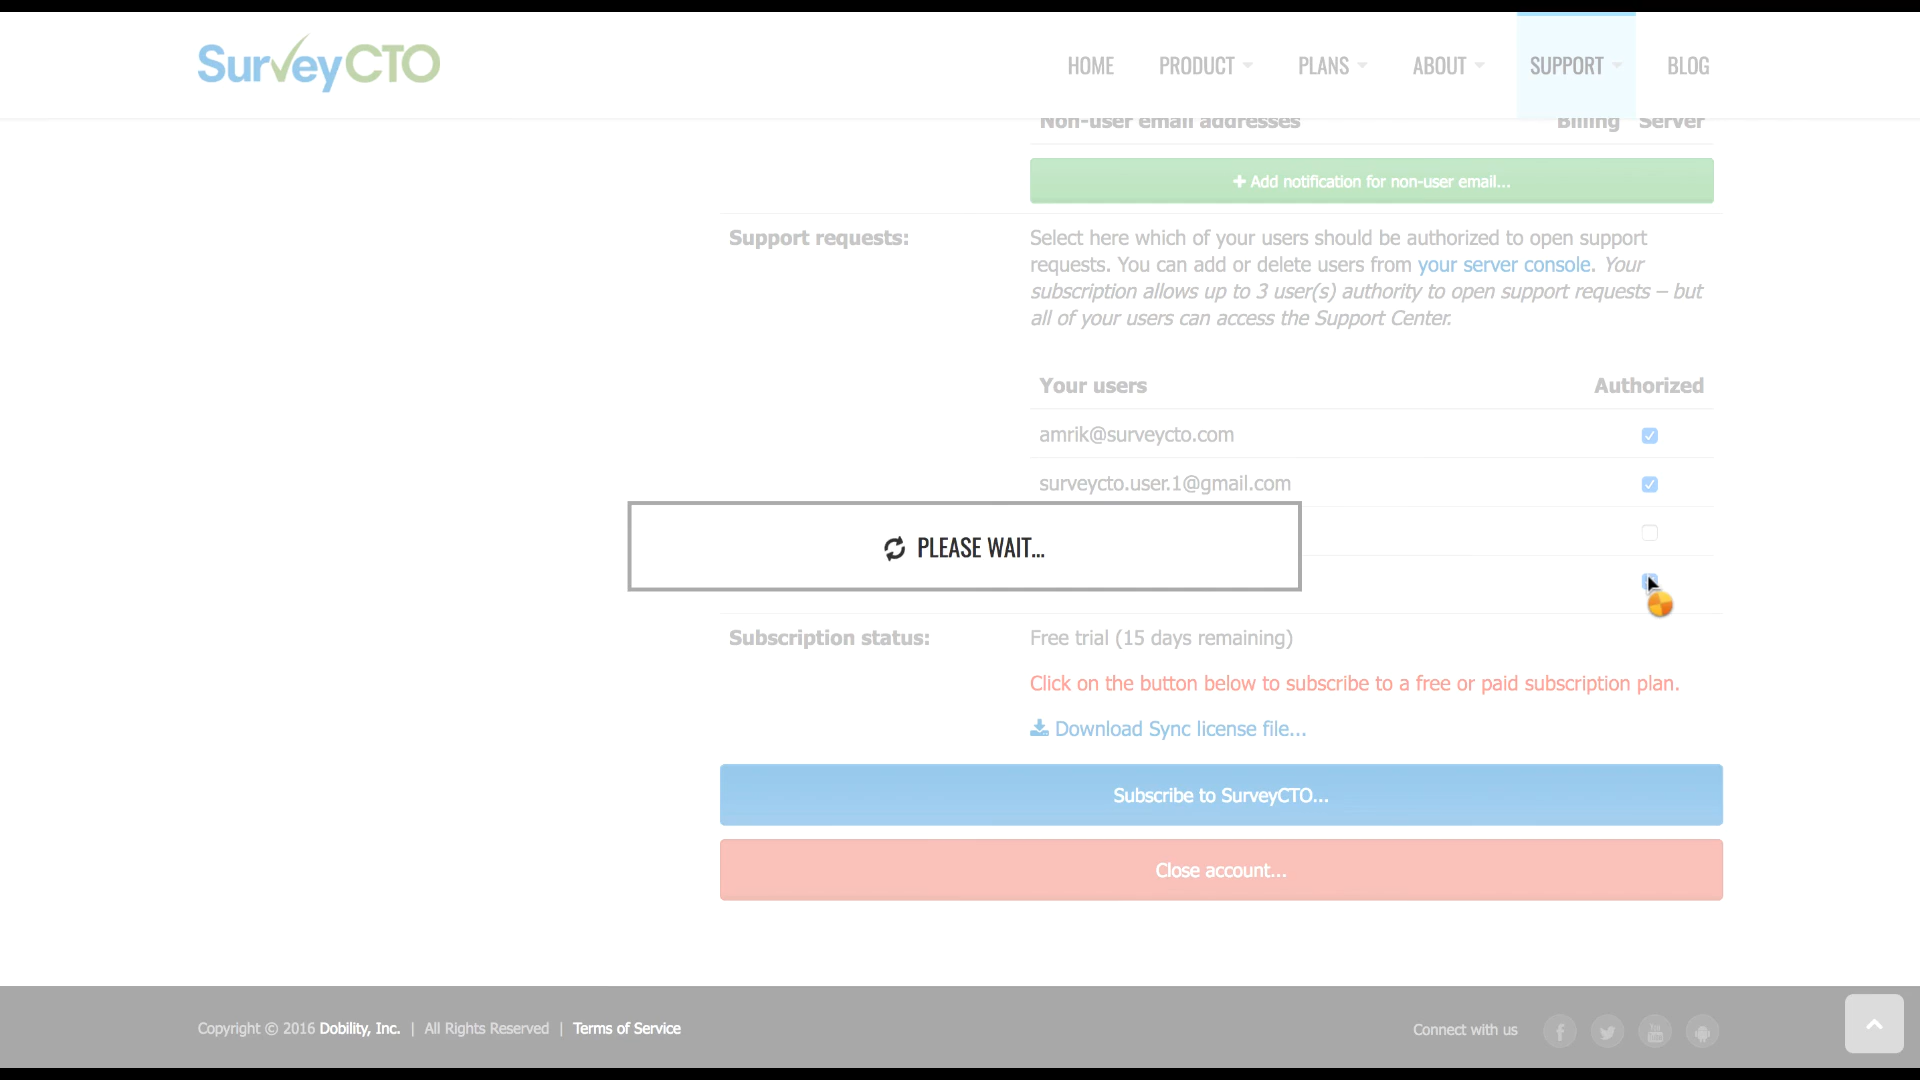 SurveyCTO
HOME PRODUCT PLANS ABOUT SUPPORT BLOG
Non-user email addresses Billing Server
Add notification for non-user email...
Support requests:
Select here which of your users should be authorized to open support
requests. You can add or delete users from your server console. Your
subscription allows up to 3 user(s) authority to open support requests – but
all of your users can access the Support Center.
Your users Authorized
amrik@surveycto.com
surveycto.user.1@gmail.com
PLEASE WAIT...
Subscription status:
Free trial (15 days remaining)
Click on the button below to subscribe to a free or paid subscription plan.
Download Sync license file...
Subscribe to SurveyCTO...
Close account...
Copyright © 2016 Dobility, Inc. | All Rights Reserved | Terms of Service
Connect with us